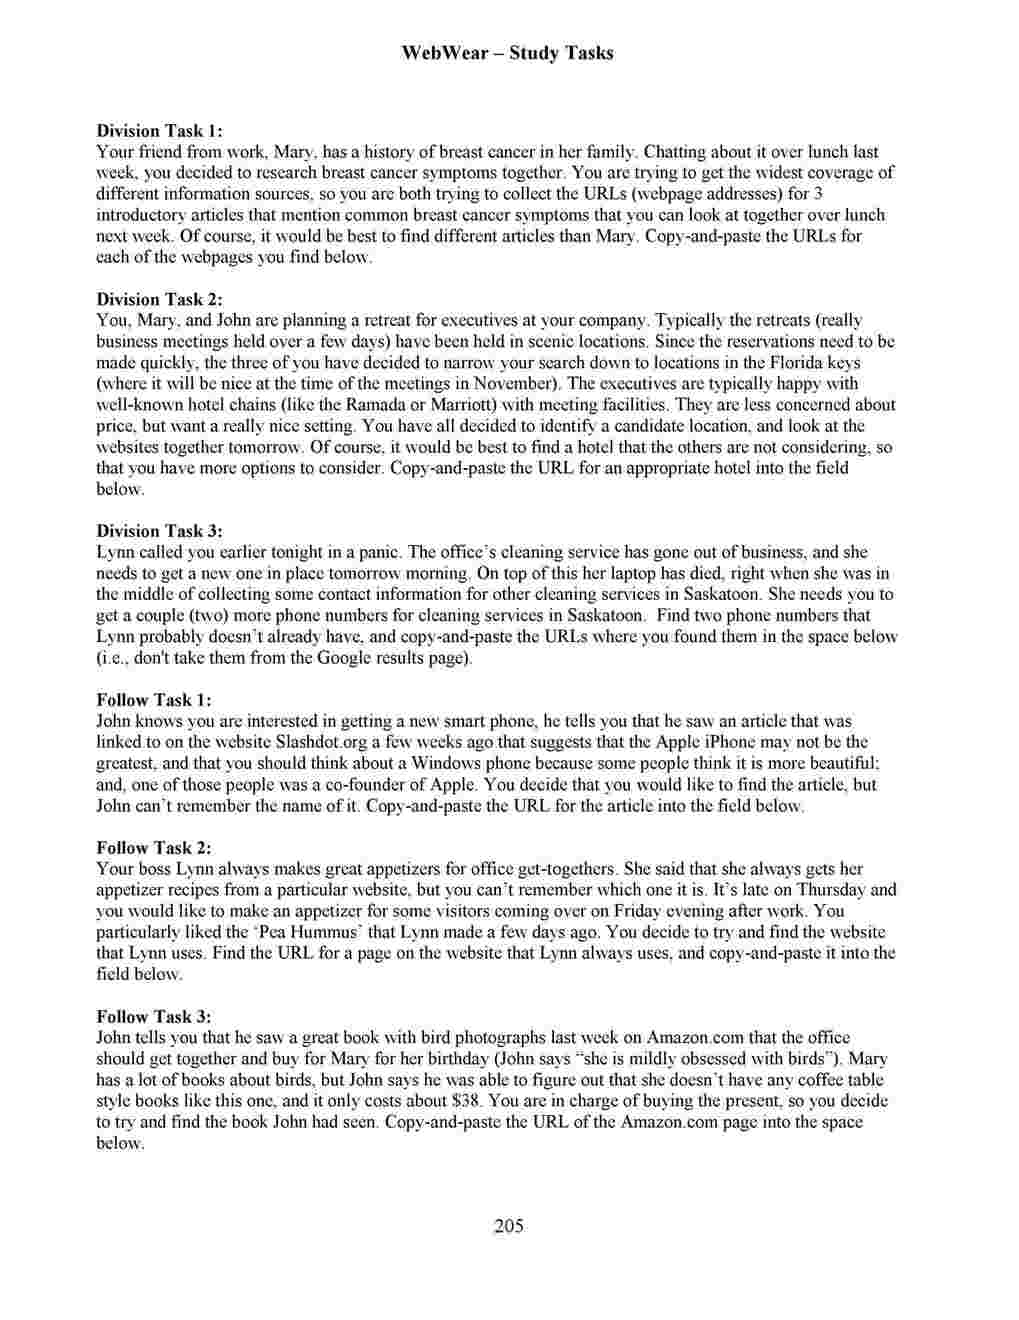 WebWear – Study Tasks
Division Task 1:
Your friend from work, Mary, has a history of breast cancer in her family. Chatting about it over lunch last
week, you decided to research breast cancer symptoms together. You are trying to get the widest coverage of
different information sources, so you are both trying to collect the URLs (webpage addresses) for 3
introductory articles that mention common breast cancer symptoms that you can look at together over lunch
next week. Of course, it would be best to find different articles than Mary. Copy-and-paste the URLs for
each of the webpages you find below.
Division Task 2:
You, Mary, and John are planning a retreat for executives at your company. Typically the retreats (really
business meetings held over a few days) have been held in scenic locations. Since the reservations need to be
made quickly, the three of you have decided to narrow your search down to locations in the Florida keys
(where it will be nice at the time of the meetings in November). The executives are typically happy with
well-known hotel chains (like the Ramada or Marriott) with meeting facilities. They are less concerned about
price, but want a really nice setting. You have all decided to identify a candidate location, and look at the
websites together tomorrow. Of course, it would be best to find a hotel that the others are not considering, so
that you have more options to consider. Copy-and-paste the URL for an appropriate hotel into the field
below.
Division Task 3:
Lynn called you earlier tonight in a panic. The office’s cleaning service has gone out of business, and she
needs to get a new one in place tomorrow morning. On top of this her laptop has died, right when she was in
the middle of collecting some contact information for other cleaning services in Saskatoon. She needs you to
get a couple (two) more phone numbers for cleaning services in Saskatoon.  Find two phone numbers that
Lynn probably doesn’t already have, and copy-and-paste the URLs where you found them in the space below
(i.e., don't take them from the Google results page).
Follow Task 1:
John knows you are interested in getting a new smart phone, he tells you that he saw an article that was
linked to on the website Slashdot.org a few weeks ago that suggests that the Apple iPhone may not be the
greatest, and that you should think about a Windows phone because some people think it is more beautiful;
and, one of those people was a co-founder of Apple. You decide that you would like to find the article, but
John can’t remember the name of it. Copy-and-paste the URL for the article into the field below.
Follow Task 2:
Your boss Lynn always makes great appetizers for office get-togethers. She said that she always gets her
appetizer recipes from a particular website, but you can’t remember which one it is. It’s late on Thursday and
you would like to make an appetizer for some visitors coming over on Friday evening after work. You
particularly liked the ‘Pea Hummus’ that Lynn made a few days ago. You decide to try and find the website
that Lynn uses. Find the URL for a page on the website that Lynn always uses, and copy-and-paste it into the
field below.
Follow Task 3:
John tells you that he saw a great book with bird photographs last week on Amazon.com that the office
should get together and buy for Mary for her birthday (John says “she is mildly obsessed with birds”). Mary
has a lot of books about birds, but John says he was able to figure out that she doesn’t have any coffee table
style books like this one, and it only costs about $38. You are in charge of buying the present, so you decide
to try and find the book John had seen. Copy-and-paste the URL of the Amazon.com page into the space
below.
205